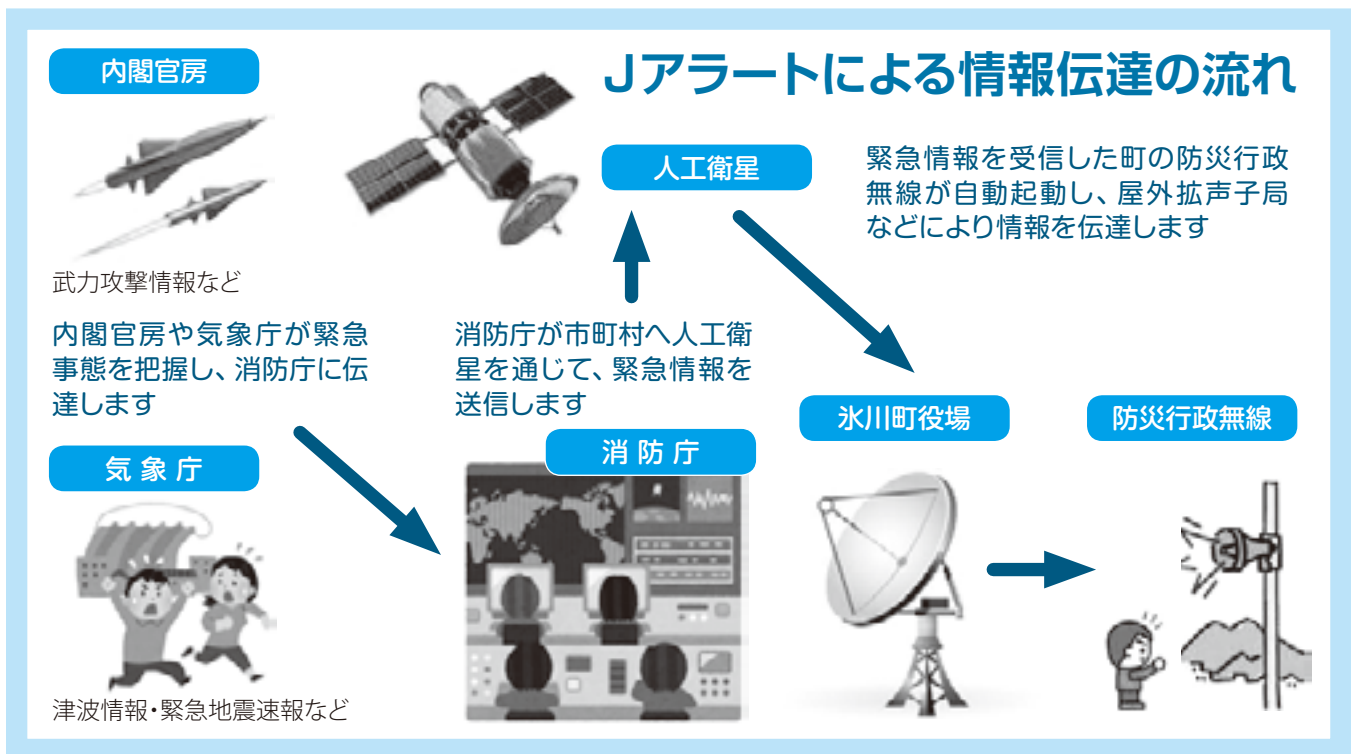 Jアラートによる情報伝達の流れ
内閣官房
武力攻撃情報など
内閣官房や気象庁が緊急
事態を把握し、消防庁に伝
達します
気象庁
津波情報・緊急地震速報など
人工衛星
消防庁が市町村へ人工衛
星を通じて、緊急情報を
送信します
消防庁
緊急情報を受信した町の防災行政
無線が自動起動し、屋外拡声子局
などにより情報を伝達します
氷川町役場
防災行政無線